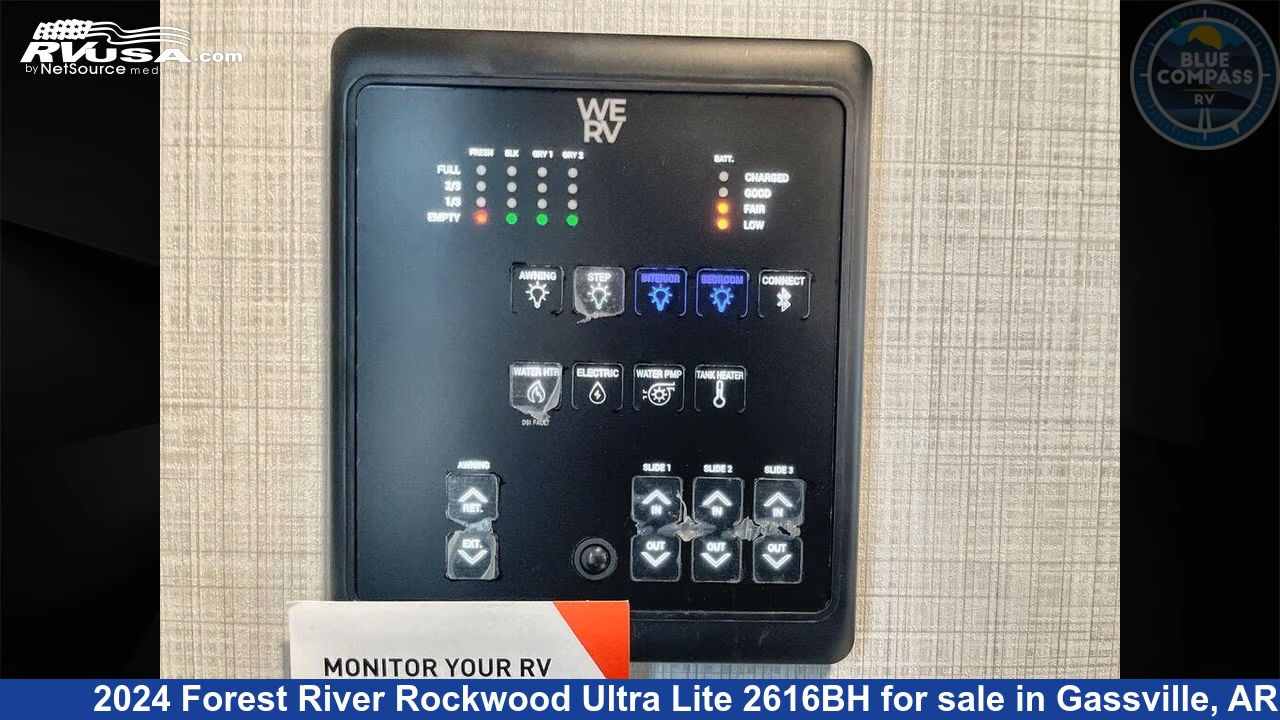 RVUSA.com
by NetSource media
BLUE
COMPASS
RV
WE
RV
FRESH BLK GRY 1 GRY 2
FULL
2/3
1/3
EMPTY
BATT.
CHARGED
GOOD
FAIR
LOW
AWNING STEP INTERIOR BEDROOM CONNECT
WATER HTR ELECTRIC WATER PMP TANK HEATER
DSI FAULT
AWNING SLIDE 1 SLIDE 2 SLIDE 3
RET. IN IN IN
EXT. OUT OUT OUT
MONITOR YOUR RV
2024 Forest River Rockwood Ultra Lite 2616BH for sale in Gassville, AR